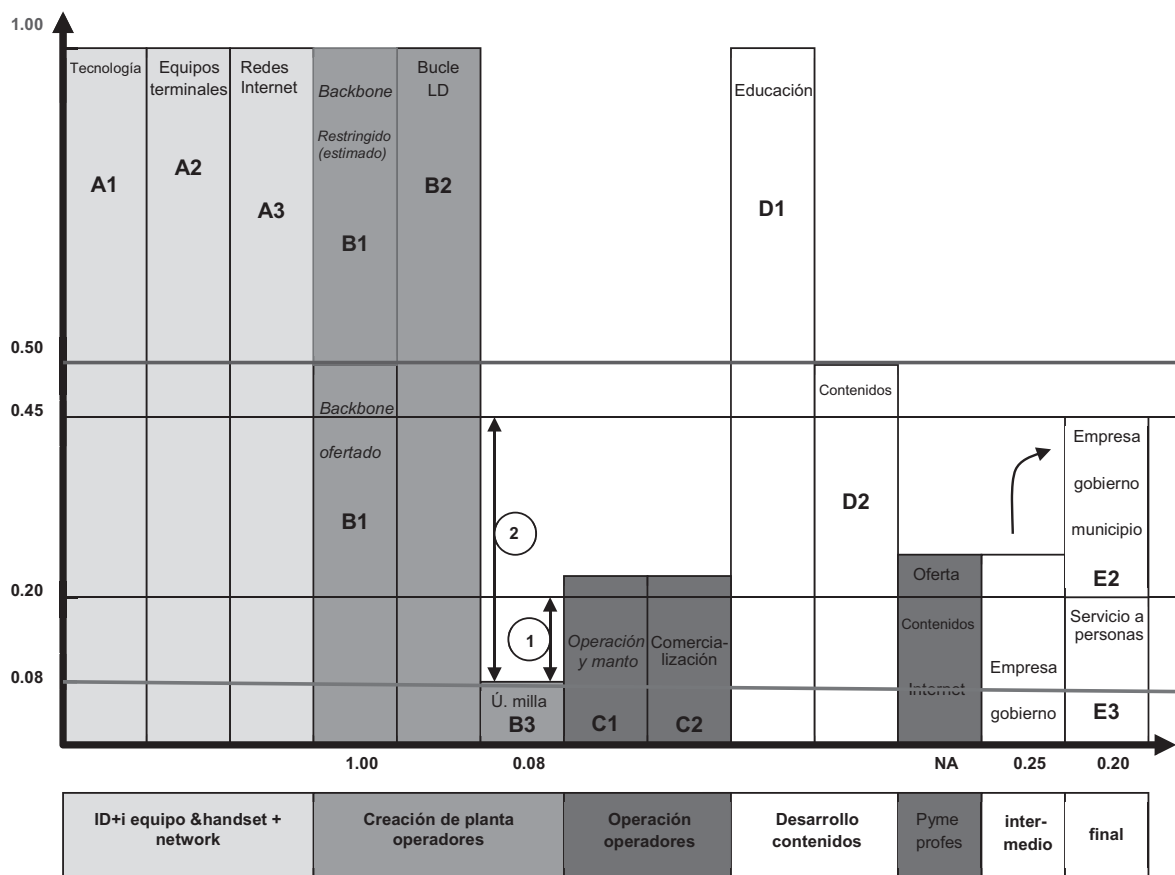 1.00
Tecnología
A1
Equipos
terminales
A2
Redes
Internet
A3
Backbone
Restringido
(estimado)
B1
Bucle
LD
B2
Educación
D1
0.50
0.45
Backbone
ofertado
B1
2
Contenidos
D2
Empresa
gobierno
municipio
E2
0.20
1
Operación
y manto
C1
Comercia-
lización
C2
Oferta
Contenidos
Internet
Empresa
gobierno
Servicio a
personas
E3
0.08
Ú. milla
B3
1.00
0.08
NA
0.25
0.20
ID+i equipo &handset +
network
Creación de planta
operadores
Operación
operadores
Desarrollo
contenidos
Pyme
profes
inter-
medio
final